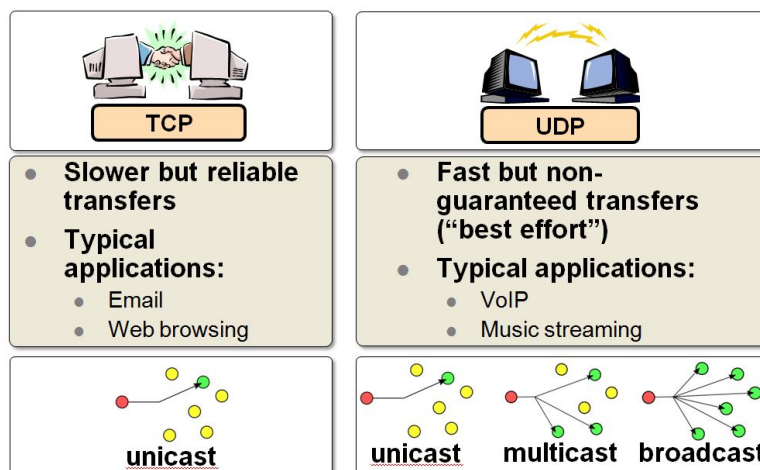 TCP
Slower but reliable
transfers
Typical
applications:
Email
Web browsing
unicast
UDP
Fast but non-
guaranteed transfers
(“best effort”)
Typical applications:
VoIP
Music streaming
unicast multicast broadcast